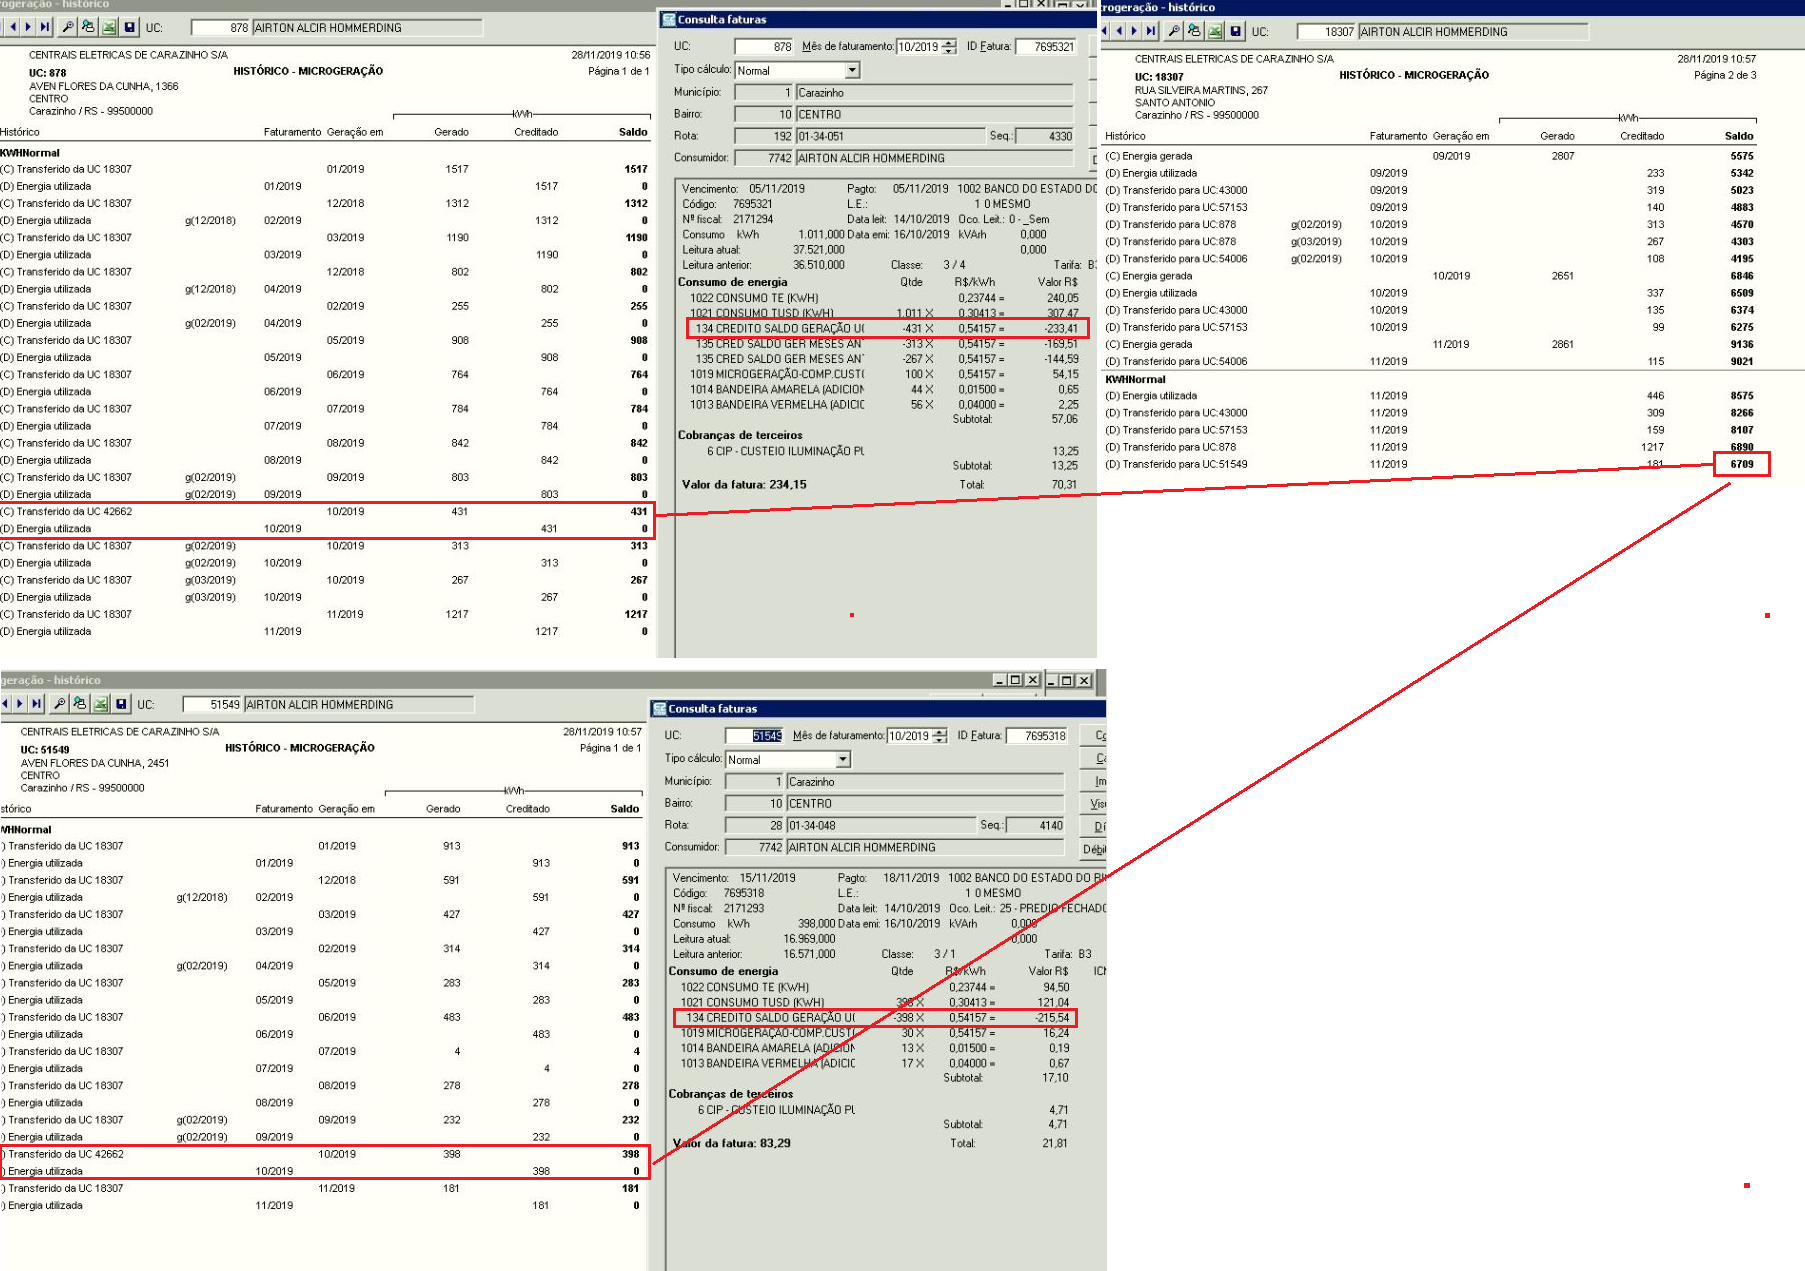 rogeração - histórico
UC: 878 AIRTON ALCIR HOMMERDING
CENTRAIS ELETRICAS DE CARAZINHO S/A 28/11/2019 10:56
UC: 878 HISTÓRICO - MICROGERAÇÃO Página 1 de 1
AVEN FLORES DA CUNHA, 1366
CENTRO
Carazinho / RS - 99500000
kWh
Histórico Faturamento Geração em Gerado Creditado Saldo
KWHNormal
(C) Transferido da UC 18307 01/2019 1517 1517
(D) Energia utilizada 01/2019 1517 0
(C) Transferido da UC 18307 12/2018 1312 1312
(D) Energia utilizada g(12/2018) 02/2019 1312 0
(C) Transferido da UC 18307 03/2019 1190 1190
(D) Energia utilizada 03/2019 1190 0
(C) Transferido da UC 18307 12/2018 802 802
(D) Energia utilizada g(12/2018) 04/2019 802 0
(C) Transferido da UC 18307 02/2019 255 255
(D) Energia utilizada g(02/2019) 04/2019 255 0
(C) Transferido da UC 18307 05/2019 908 908
(D) Energia utilizada 05/2019 908 0
(C) Transferido da UC 18307 06/2019 764 764
(D) Energia utilizada 06/2019 764 0
(C) Transferido da UC 18307 07/2019 784 784
(D) Energia utilizada 07/2019 784 0
(C) Transferido da UC 18307 08/2019 842 842
(D) Energia utilizada 08/2019 842 0
(C) Transferido da UC 18307 g(02/2019) 09/2019 803 803
(D) Energia utilizada g(02/2019) 09/2019 803 0
(C) Transferido da UC 42662 10/2019 431 431
(D) Energia utilizada 10/2019 431 0
(C) Transferido da UC 18307 g(02/2019) 10/2019 313 313
(D) Energia utilizada g(02/2019) 10/2019 313 0
(C) Transferido da UC 18307 g(03/2019) 10/2019 267 267
(D) Energia utilizada g(03/2019) 10/2019 267 0
(C) Transferido da UC 18307 11/2019 1217 1217
(D) Energia utilizada 11/2019 1217 0
Consulta faturas
UC: 878 Mês de faturamento: 10/2019 ID Fatura: 7695321
Tipo cálculo: Normal
Município: 1 Carazinho
Bairro: 10 CENTRO
Rota: 192 01-34-051 Seq.: 4330
Consumidor: 7742 AIRTON ALCIR HOMMERDING
Vencimento: 05/11/2019 Pagto: 05/11/2019 1002 BANCO DO ESTADO DO
Código: 7695321 L.E.: 1 0 MESMO
Nº fiscal: 2171294 Data leit: 14/10/2019 Oco. Leit.: 0 - _Sem
Consumo kWh 1.011,000 Data emi: 16/10/2019 kVArh 0,000
Leitura atual: 37.521,000 0,000
Leitura anterior: 36.510,000 Classe: 3 / 4 Tarifa: B3
Consumo de energia Qtde R$/kWh Valor R$
1022 CONSUMO TE (KWH) 0,23744 = 240,05
1021 CONSUMO TUSD (KWH) 1.011 X 0,30413 = 307,47
134 CREDITO SALDO GERAÇÃO U( -431 X 0,54157 = -233,41
135 CRED SALDO GER MESES AN' -313 X 0,54157 = -169,51
135 CRED SALDO GER MESES AN' -267 X 0,54157 = -144,59
1019 MICROGERAÇÃO-COMP.CUST( 100 X 0,54157 = 54,15
1014 BANDEIRA AMARELA (ADICION 44 X 0,01500 = 0,65
1013 BANDEIRA VERMELHA (ADICIC 56 X 0,04000 = 2,25
Subtotal: 57,06
Cobranças de terceiros
6 CIP - CUSTEIO ILUMINAÇÃO PL 13,25
Subtotal: 13,25
Valor da fatura: 234,15 Total: 70,31
crogeração - histórico
UC: 18307 AIRTON ALCIR HOMMERDING
CENTRAIS ELETRICAS DE CARAZINHO S/A 28/11/2019 10:57
UC: 18307 HISTÓRICO - MICROGERAÇÃO Página 2 de 3
RUA SILVEIRA MARTINS, 267
SANTO ANTONIO
Carazinho / RS - 99500000
kWh
Histórico Faturamento Geração em Gerado Creditado Saldo
(C) Energia gerada 09/2019 2807 5575
(D) Energia utilizada 09/2019 233 5342
(D) Transferido para UC:43000 09/2019 319 5023
(D) Transferido para UC:57153 09/2019 140 4883
(D) Transferido para UC:878 g(02/2019) 10/2019 313 4570
(D) Transferido para UC:878 g(03/2019) 10/2019 267 4303
(D) Transferido para UC:54006 g(02/2019) 10/2019 108 4195
(C) Energia gerada 10/2019 2651 6846
(D) Energia utilizada 10/2019 337 6509
(D) Transferido para UC:43000 10/2019 135 6374
(D) Transferido para UC:57153 10/2019 99 6275
(C) Energia gerada 11/2019 2861 9136
(D) Transferido para UC:54006 11/2019 115 9021
KWHNormal
(D) Energia utilizada 11/2019 446 8575
(D) Transferido para UC:43000 11/2019 309 8266
(D) Transferido para UC:57153 11/2019 159 8107
(D) Transferido para UC:878 11/2019 1217 6890
(D) Transferido para UC:51549 11/2019 181 6709
geração - histórico
UC: 51549 AIRTON ALCIR HOMMERDING
CENTRAIS ELETRICAS DE CARAZINHO S/A 28/11/2019 10:57
UC: 51549 HISTÓRICO - MICROGERAÇÃO Página 1 de 1
AVEN FLORES DA CUNHA, 2451
CENTRO
Carazinho / RS - 99500000
kWh
stórico Faturamento Geração em Gerado Creditado Saldo
WHNormal
) Transferido da UC 18307 01/2019 913 913
) Energia utilizada 01/2019 913 0
) Transferido da UC 18307 12/2018 591 591
) Energia utilizada g(12/2018) 02/2019 591 0
) Transferido da UC 18307 03/2019 427 427
) Energia utilizada 03/2019 427 0
) Transferido da UC 18307 02/2019 314 314
) Energia utilizada g(02/2019) 04/2019 314 0
) Transferido da UC 18307 05/2019 283 283
) Energia utilizada 05/2019 283 0
) Transferido da UC 18307 06/2019 483 483
) Energia utilizada 06/2019 483 0
) Transferido da UC 18307 07/2019 4 4
) Energia utilizada 07/2019 4 0
) Transferido da UC 18307 08/2019 278 278
) Energia utilizada 08/2019 278 0
) Transferido da UC 18307 g(02/2019) 09/2019 232 232
) Energia utilizada g(02/2019) 09/2019 232 0
) Transferido da UC 42662 10/2019 398 398
) Energia utilizada 10/2019 398 0
) Transferido da UC 18307 11/2019 181 181
) Energia utilizada 11/2019 181 0
Consulta faturas
UC: 51549 Mês de faturamento: 10/2019 ID Fatura: 7695318
Tipo cálculo: Normal
Município: 1 Carazinho
Bairro: 10 CENTRO
Rota: 28 01-34-048 Seq.: 4140
Consumidor: 7742 AIRTON ALCIR HOMMERDING
Co
Ca
Im
Visu
Dí
Débit
Vencimento: 15/11/2019 Pagto: 18/11/2019 1002 BANCO DO ESTADO DO RI
Código: 7695318 L.E.: 1 0 MESMO
Nº fiscal: 2171293 Data leit: 14/10/2019 Oco. Leit.: 25 - PREDIO FECHADO
Consumo kWh 398,000 Data emi: 16/10/2019 kVArh 0,000
Leitura atual: 16.969,000 0,000
Leitura anterior: 16.571,000 Classe: 3 / 1 Tarifa: B3
Consumo de energia Qtde R$/kWh Valor R$ ICM
1022 CONSUMO TE (KWH) 0,23744 = 94,50
1021 CONSUMO TUSD (KWH) 398 X 0,30413 = 121,04
134 CREDITO SALDO GERAÇÃO U( -398 X 0,54157 = -215,54
1019 MICROGERAÇÃO-COMP.CUST( 30 X 0,54157 = 16,24
1014 BANDEIRA AMARELA (ADICION 13 X 0,01500 = 0,19
1013 BANDEIRA VERMELHA (ADICIC 17 X 0,04000 = 0,67
Subtotal: 17,10
Cobranças de terceiros
6 CIP - CUSTEIO ILUMINAÇÃO PL 4,71
Subtotal: 4,71
Valor da fatura: 83,29 Total: 21,81